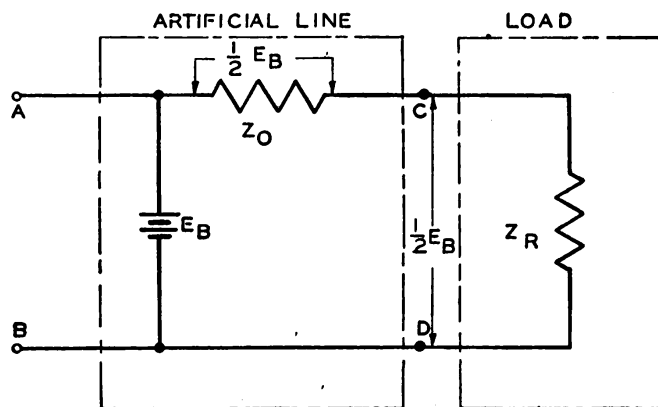 ARTIFICIAL LINE
LOAD
1/2 E_B
A
Z_O
C
E_B
1/2 E_B
Z_R
B
D